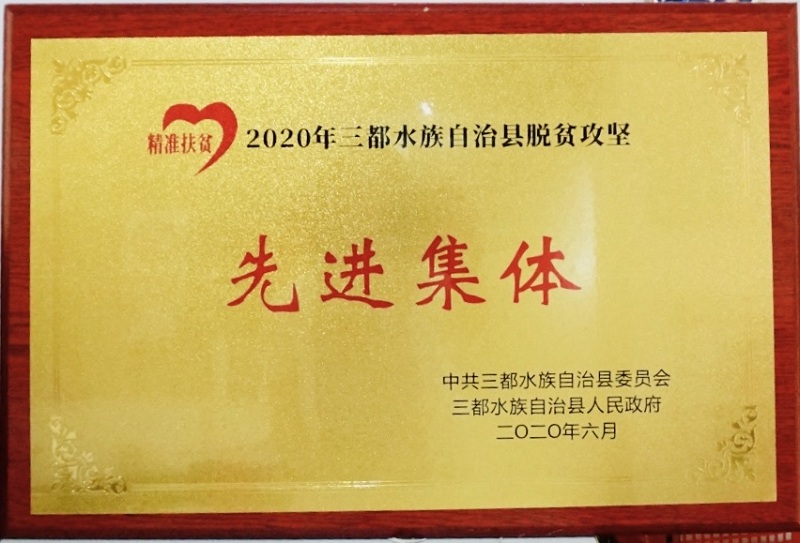 精准扶贫
2020年三都水族自治县脱贫攻坚
先进集体
中共三都水族自治县委员会
三都水族自治县人民政府
二〇二〇年六月